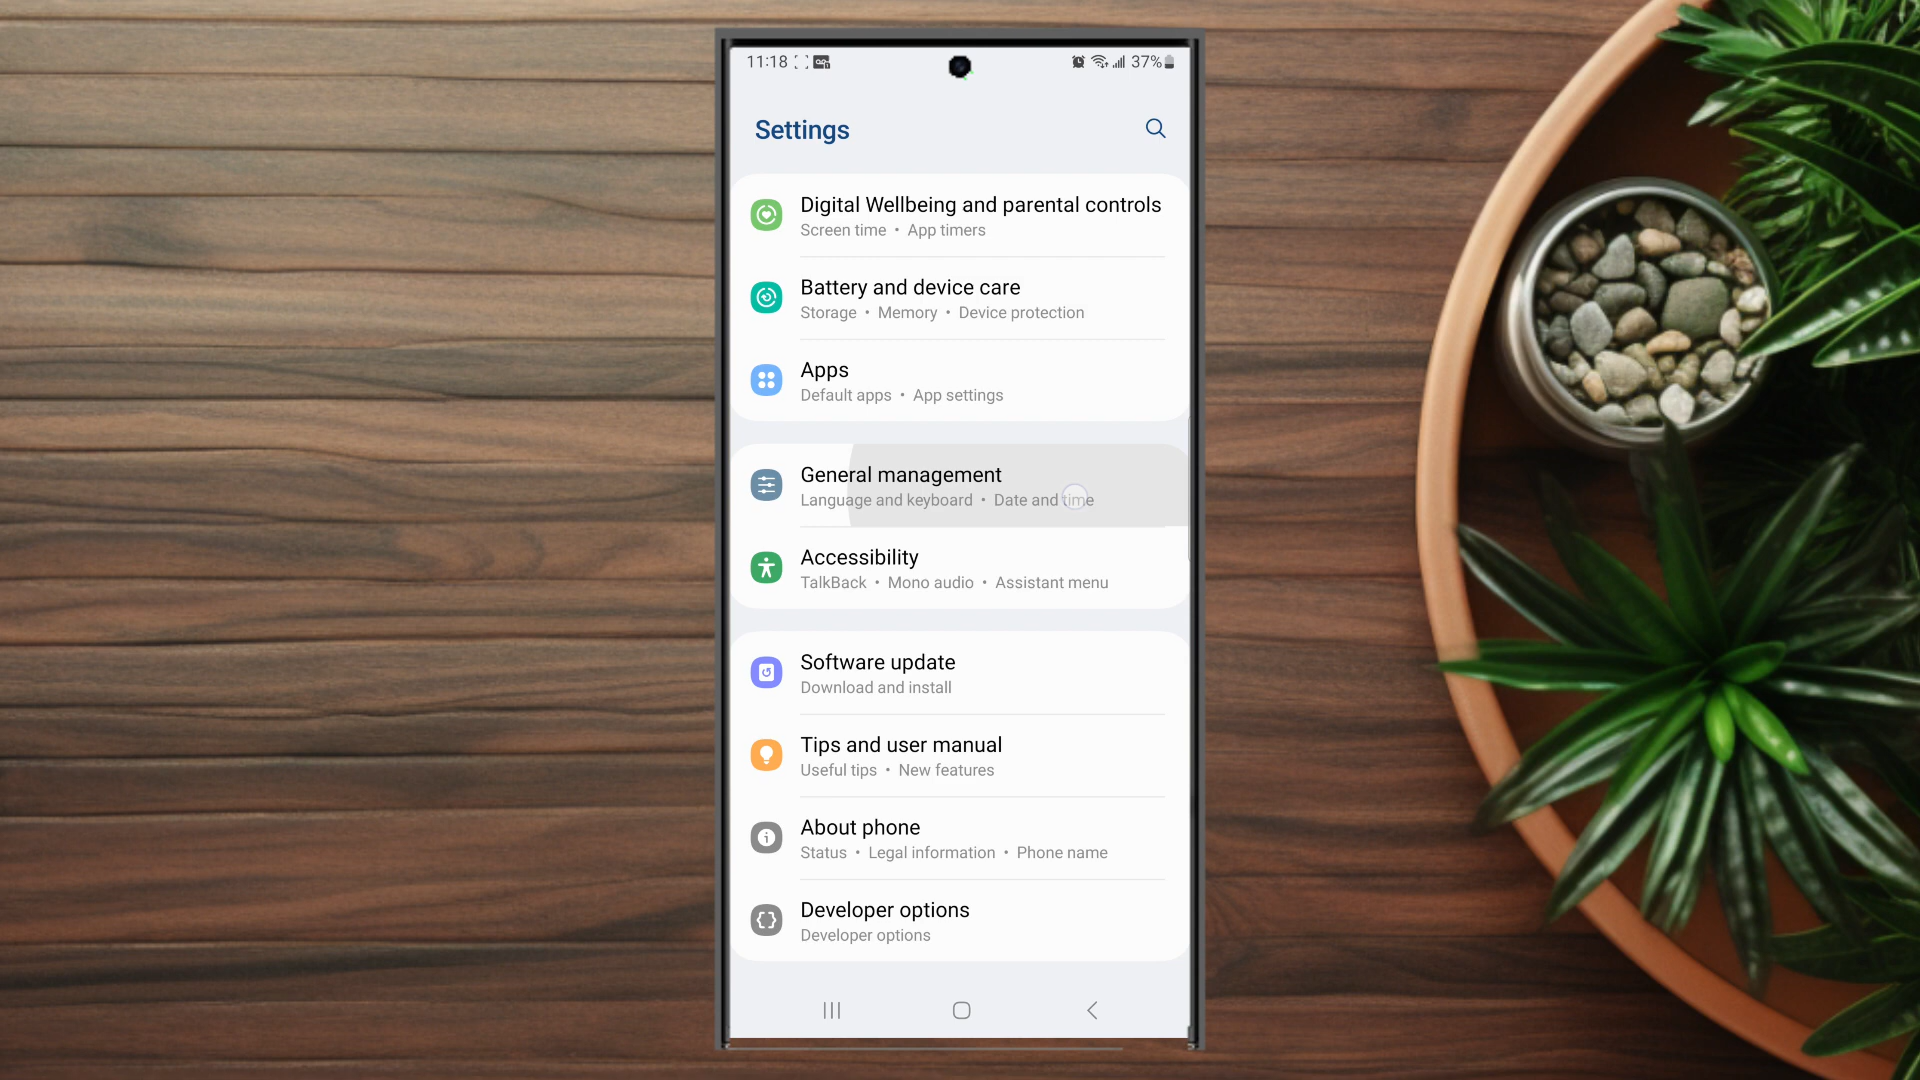 11:18 37%
Settings
Digital Wellbeing and parental controls
Screen time • App timers
Battery and device care
Storage • Memory • Device protection
Apps
Default apps • App settings
General management
Language and keyboard • Date and time
Accessibility
TalkBack • Mono audio • Assistant menu
Software update
Download and install
Tips and user manual
Useful tips • New features
About phone
Status • Legal information • Phone name
Developer options
Developer options